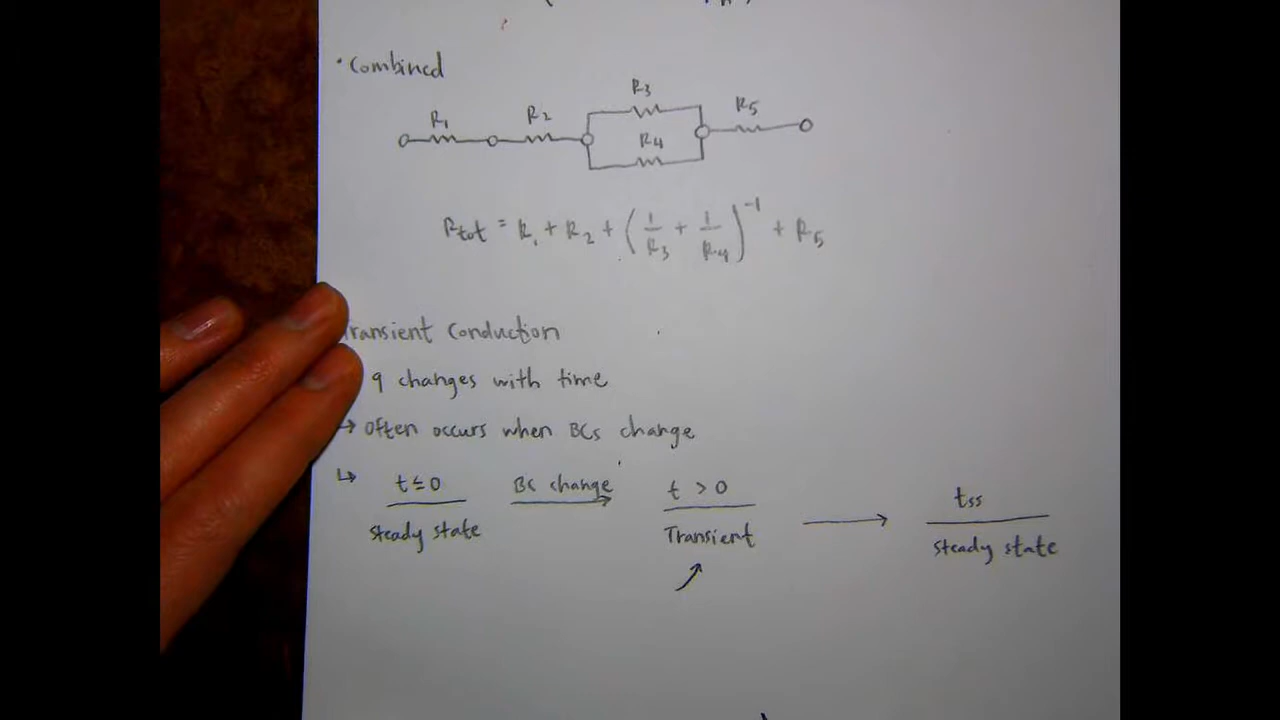 • Combined
R3
R1 R2 R5
R4
Rtot = R1 + R2 + (1/R3 + 1/R4)^-1 + R5
Transient Conduction
q changes with time
→ Often occurs when BCs change
↳ t ≤ 0 BC change t > 0 → tss
Steady state Transient Steady state